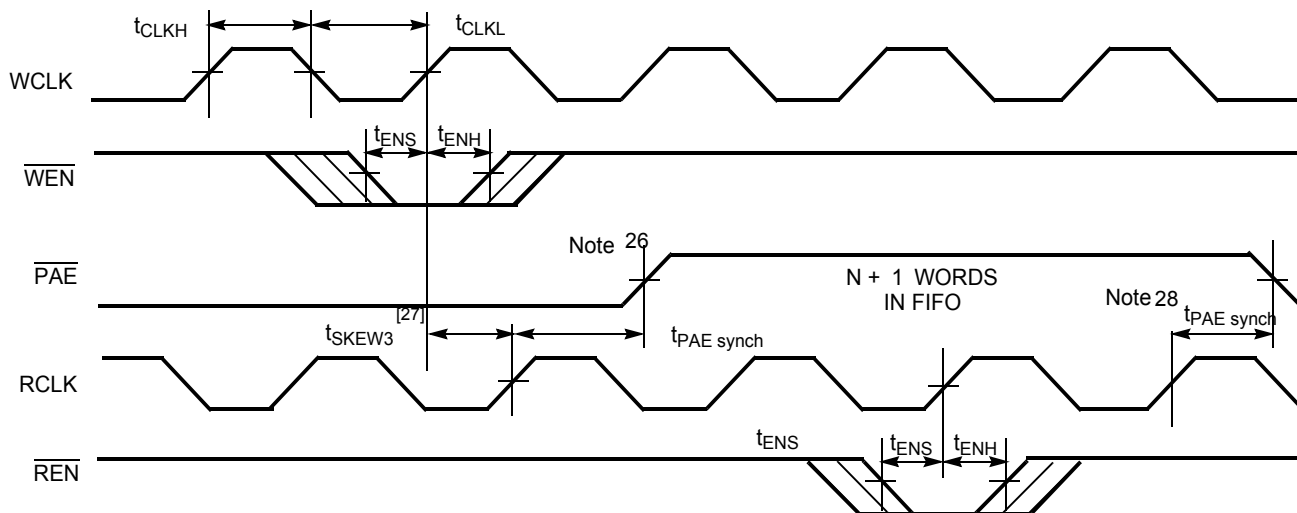 tCLKH
tCLKL
WCLK
tENS tENH
WEN
Note 26
PAE
N + 1 WORDS
IN FIFO
Note 28
[27]
tSKEW3
tPAE synch
tPAE synch
RCLK
tENS
tENS tENH
REN